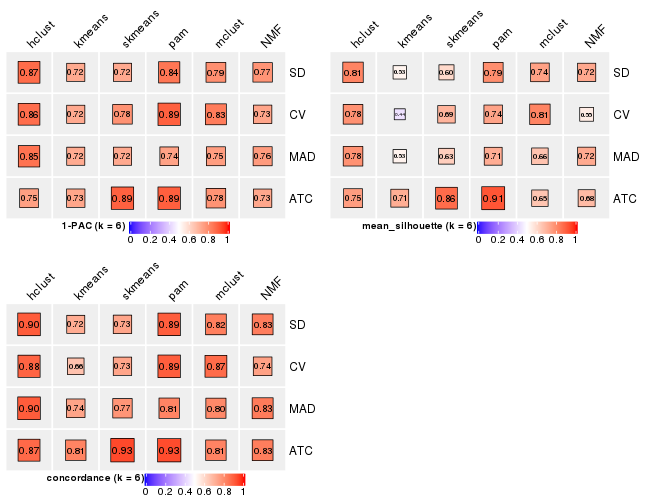 hclust kmeans skmeans pam mclust NMF
0.87 0.72 0.72 0.84 0.79 0.77 SD
0.86 0.72 0.78 0.89 0.83 0.73 CV
0.85 0.72 0.72 0.74 0.75 0.76 MAD
0.75 0.73 0.89 0.89 0.78 0.73 ATC
1-PAC (k = 6)
0 0.2 0.4 0.6 0.8 1
hclust kmeans skmeans pam mclust NMF
0.81 0.53 0.60 0.79 0.74 0.72 SD
0.78 0.44 0.69 0.74 0.81 0.55 CV
0.78 0.53 0.63 0.71 0.66 0.72 MAD
0.75 0.71 0.86 0.91 0.65 0.68 ATC
mean_silhouette (k = 6)
0 0.2 0.4 0.6 0.8 1
hclust kmeans skmeans pam mclust NMF
0.90 0.72 0.73 0.89 0.82 0.83 SD
0.88 0.66 0.73 0.89 0.87 0.74 CV
0.90 0.74 0.77 0.81 0.80 0.83 MAD
0.87 0.81 0.93 0.93 0.81 0.83 ATC
concordance (k = 6)
0 0.2 0.4 0.6 0.8 1